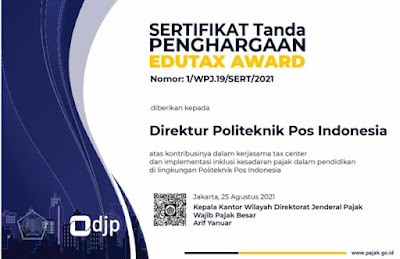 SERTIFIKAT Tanda
PENGHARGAAN
EDUTAX AWARD
Nomor: 1/WPJ.19/SERT/2021
diberikan kepada
Direktur Politeknik Pos Indonesia
atas kontribusinya dalam kerjasama tax center
dan implementasi inklusi kesadaran pajak dalam pendidikan
di lingkungan Politeknik Pos Indonesia
Jakarta, 25 Agustus 2021
Kepala Kantor Wilayah Direktorat Jenderal Pajak
Wajib Pajak Besar
Arif Yanuar
djp
www.pajak.go.id